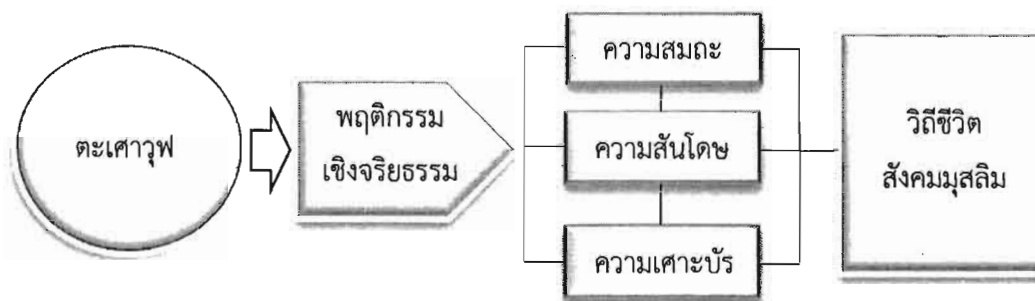 ตะเศาวุฟ
พฤติกรรม
เชิงจริยธรรม
ความสมถะ
ความสันโดษ
ความเศาะบัร
วิถีชีวิต
สังคมมุสลิม